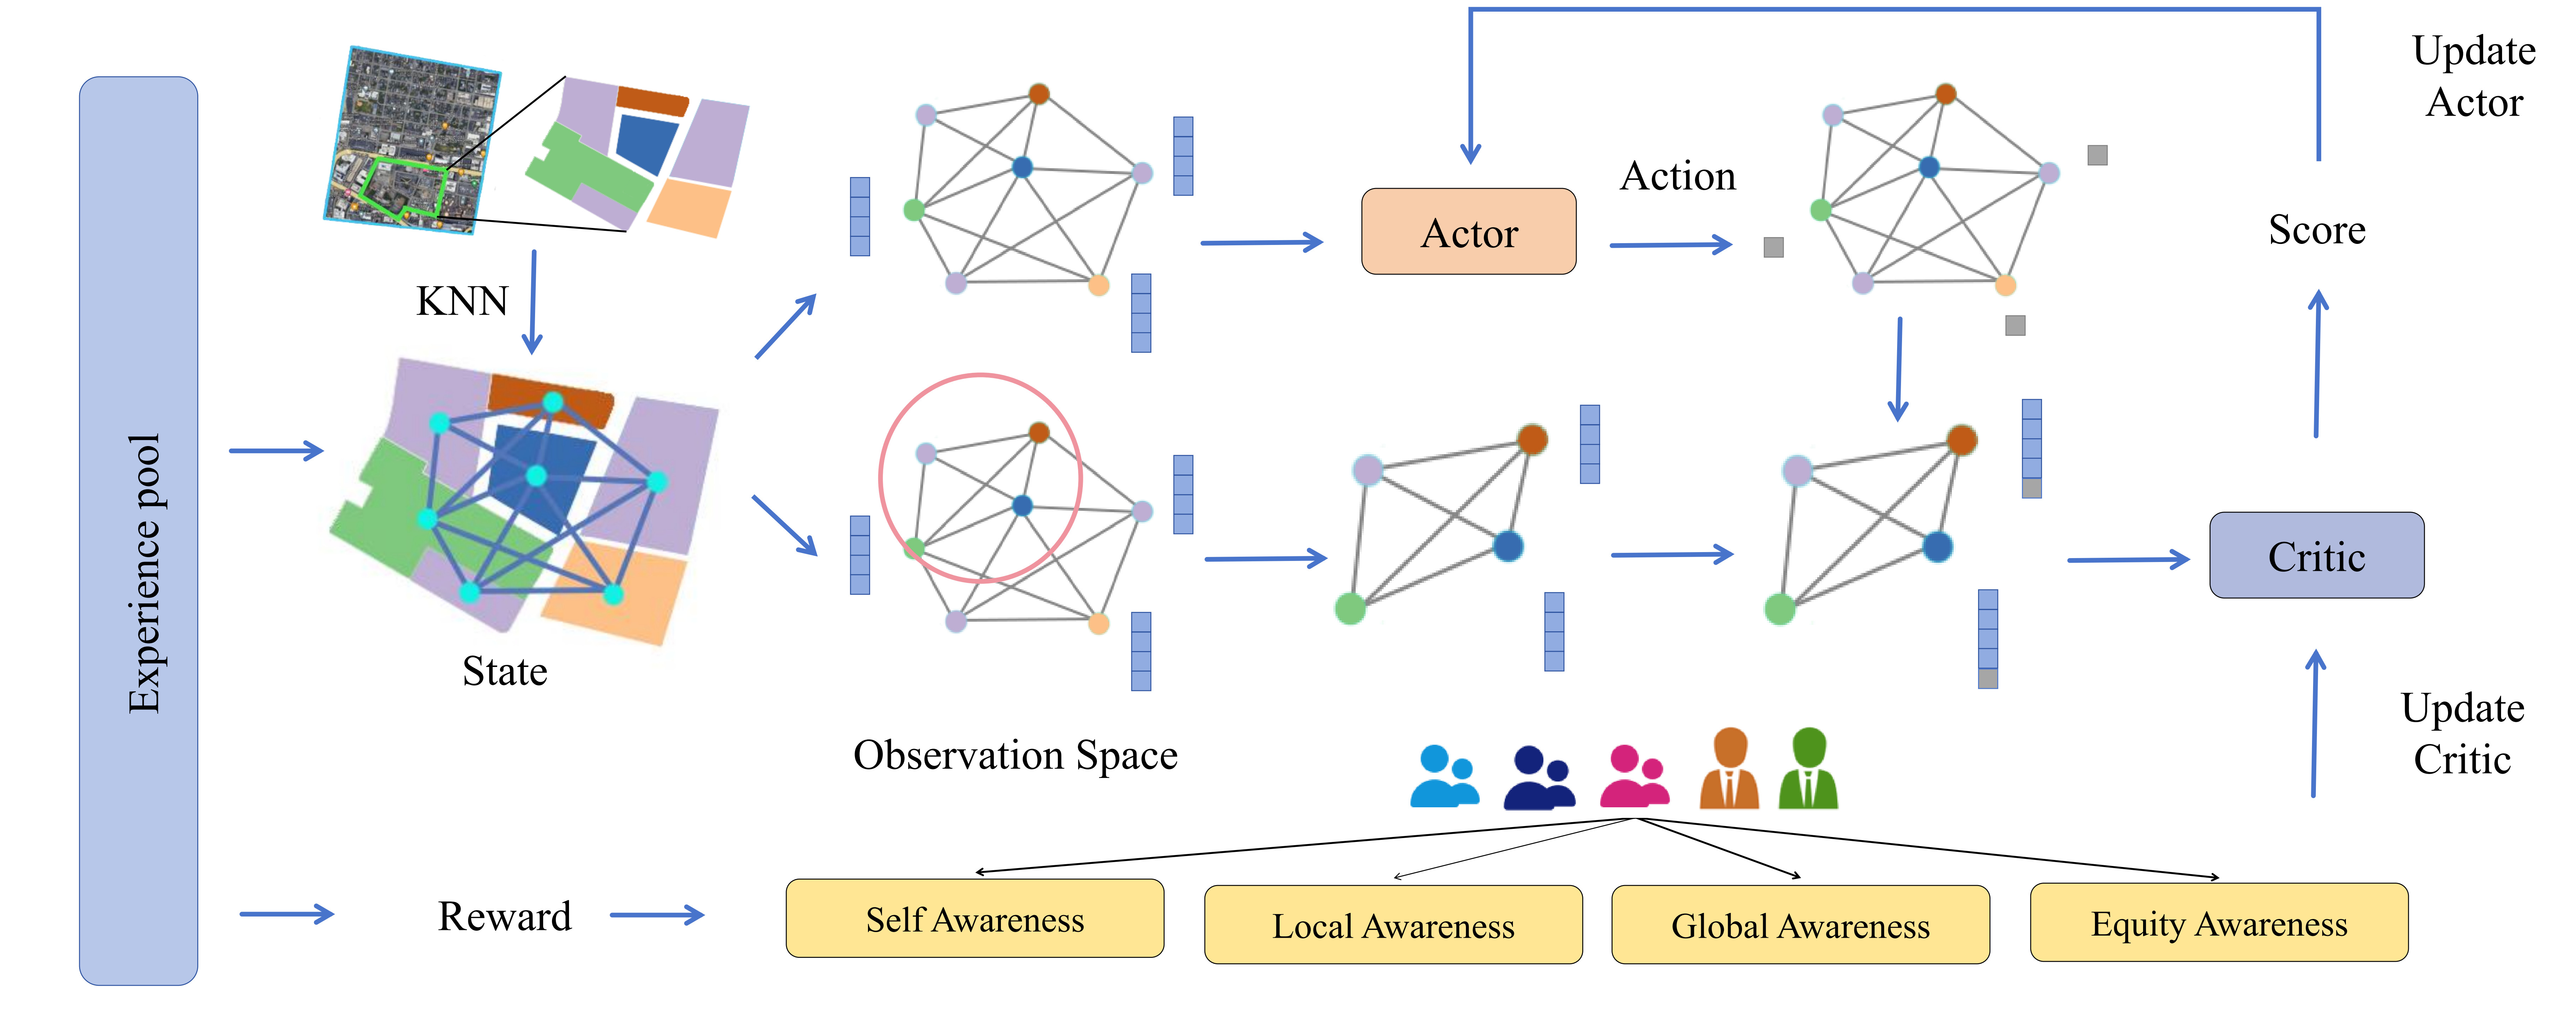 Update
Actor
Action
Actor
Score
KNN
Experience pool
Critic
State
Observation Space
Update
Critic
Reward
Self Awareness
Local Awareness
Global Awareness
Equity Awareness